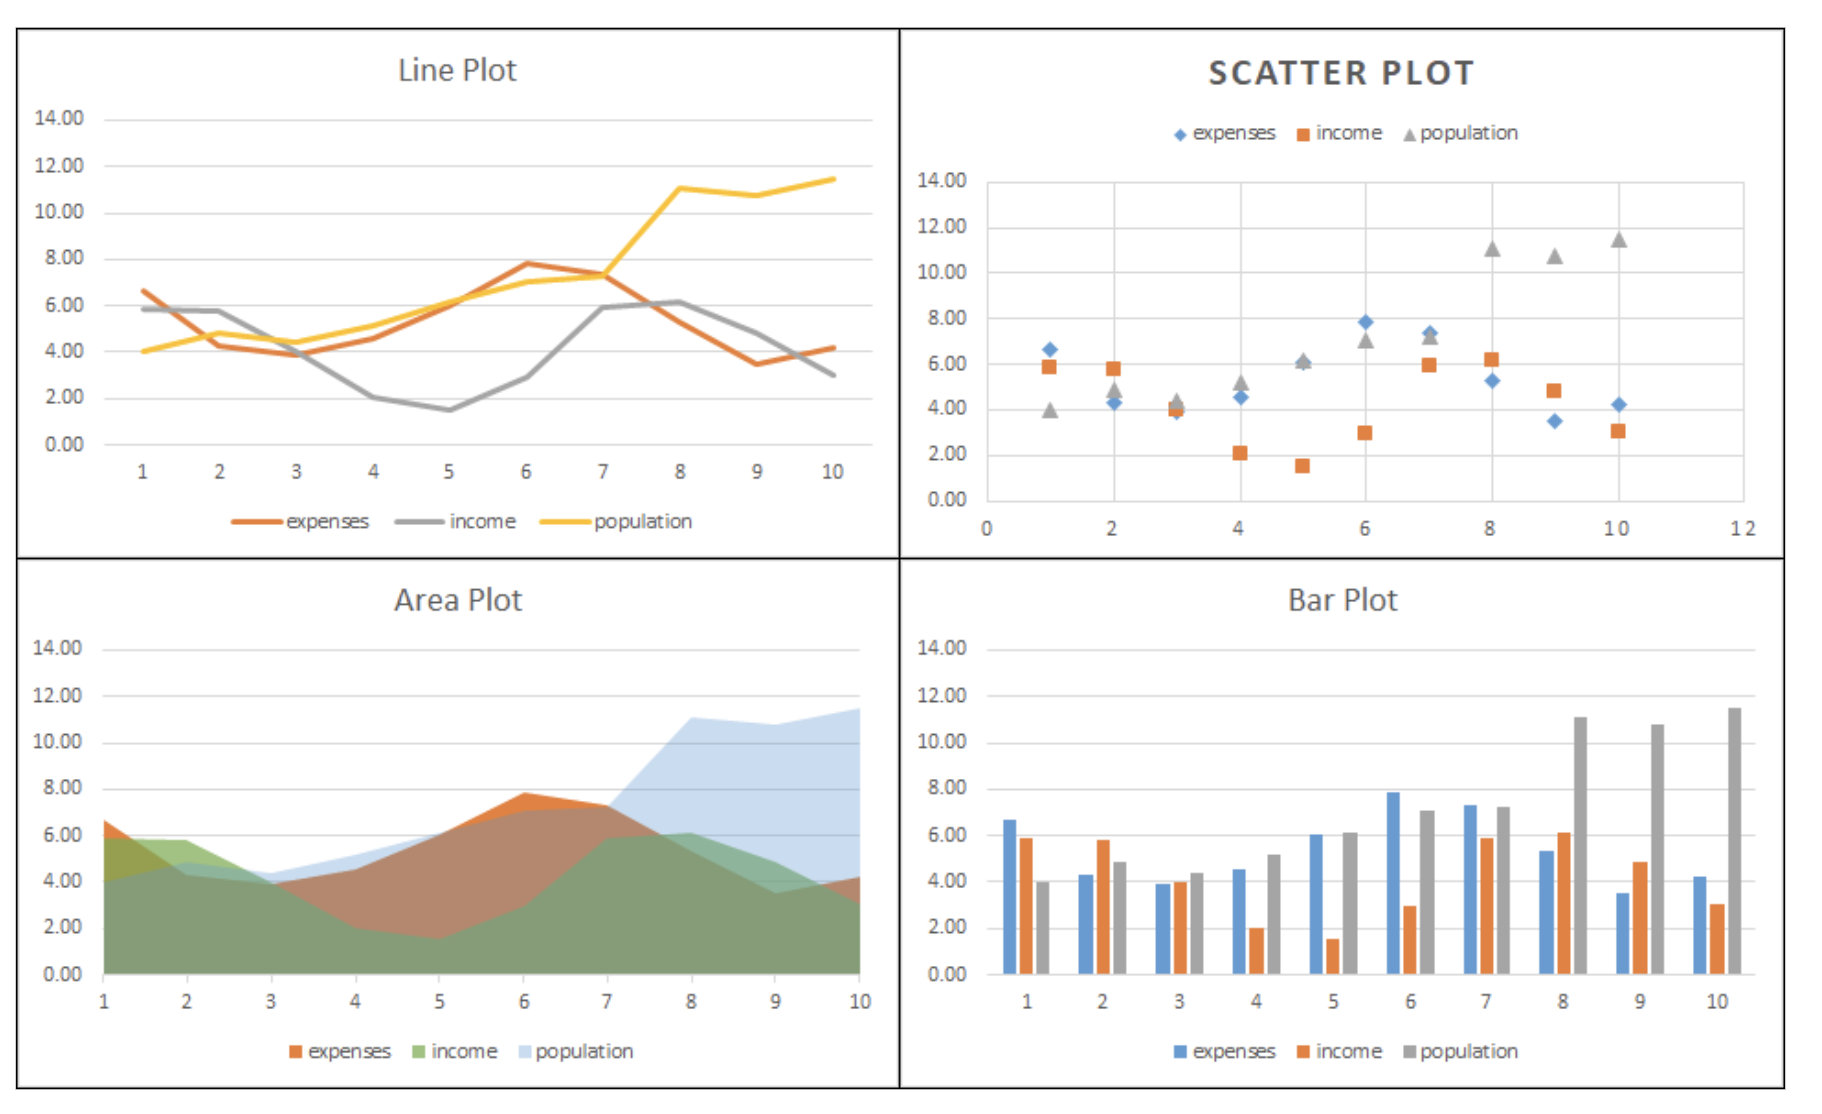 Line Plot
14.00
12.00
10.00
8.00
6.00
4.00
2.00
0.00
1 2 3 4 5 6 7 8 9 10
expenses income population
SCATTER PLOT
expenses income population
14.00
12.00
10.00
8.00
6.00
4.00
2.00
0.00
0 2 4 6 8 10 12
Area Plot
14.00
12.00
10.00
8.00
6.00
4.00
2.00
0.00
1 2 3 4 5 6 7 8 9 10
expenses income population
Bar Plot
14.00
12.00
10.00
8.00
6.00
4.00
2.00
0.00
1 2 3 4 5 6 7 8 9 10
expenses income population